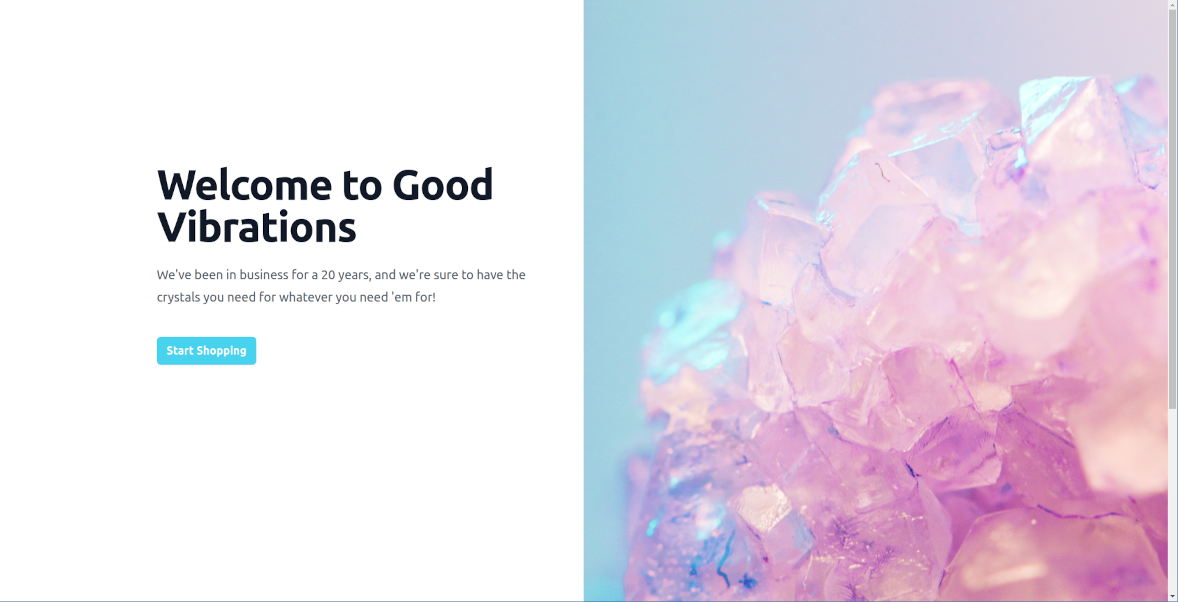 Welcome to Good
Vibrations
We've been in business for a 20 years, and we're sure to have the
crystals you need for whatever you need 'em for!
Start Shopping